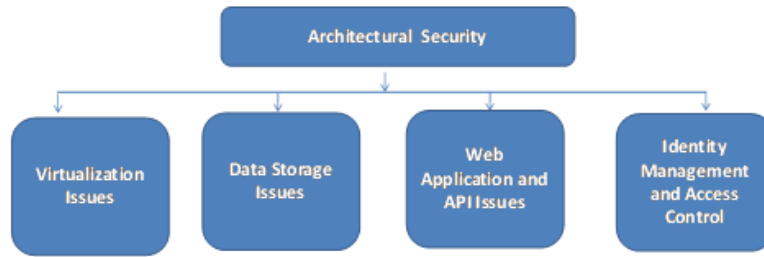 Architectural Security
Virtualization
Issues
Data Storage
Issues
Web
Application and
API Issues
Identity
Management
and Access
Control